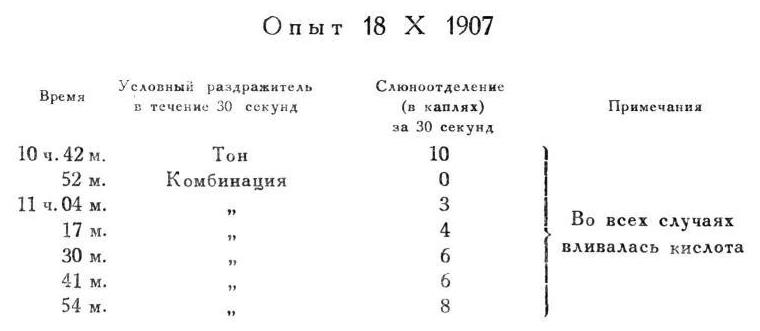 Опыт 18 X 1907
Время Условный раздражитель в течение 30 секунд Слюноотделение (в каплях) за 30 секунд Примечания
10 ч. 42 м. Тон 10
52 м. Комбинация 0
11 ч. 04 м. „ 3
17 м. „ 4
30 м. „ 6
41 м. „ 6
54 м. „ 8
Во всех случаях
вливалась кислота